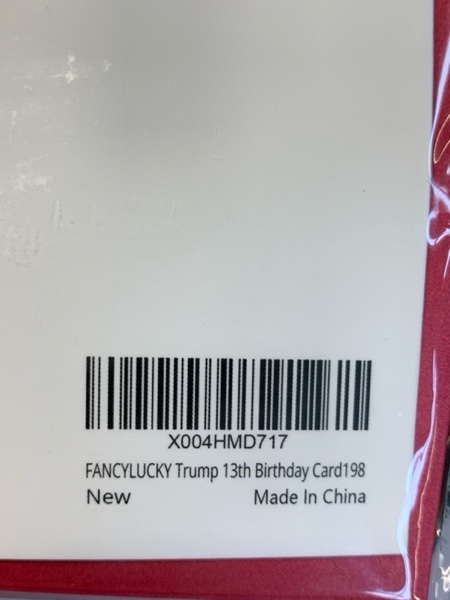 X004HMD717
FANCYLUCKY Trump 13th Birthday Card198
New Made In China